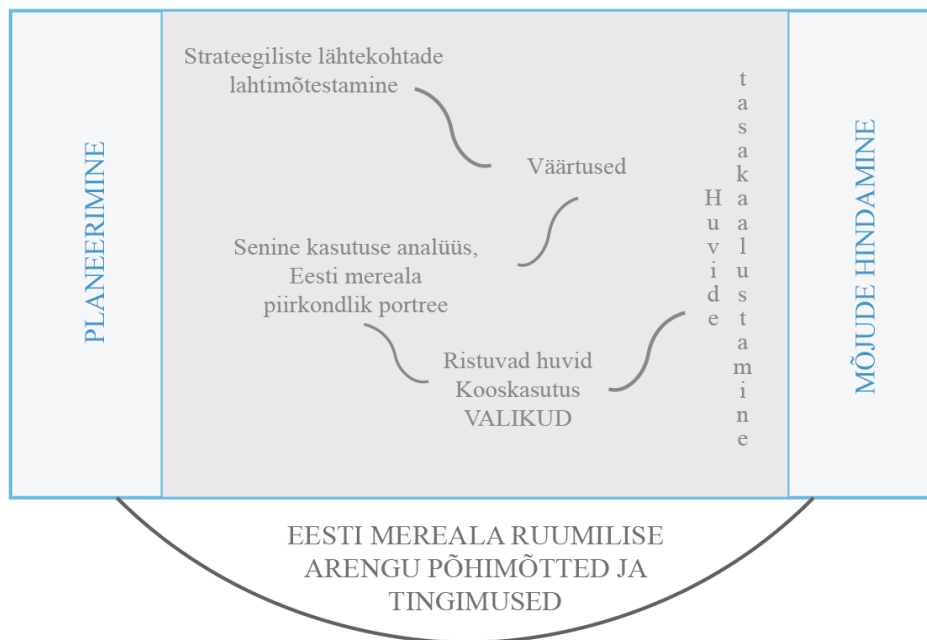 PLANEERIMINE
Strateegiliste lähtekohtade
lahtimõtestamine
Väärtused
Senine kasutuse analüüs,
Eesti mereala
piirkondlik portree
Ristuvad huvid
Kooskasutus
VALIKUD
Huvide
tasakaalustamine
MÕJUDE HINDAMINE
EESTI MEREALA RUUMILISE
ARENGU PÕHIMÕTTED JA
TINGIMUSED